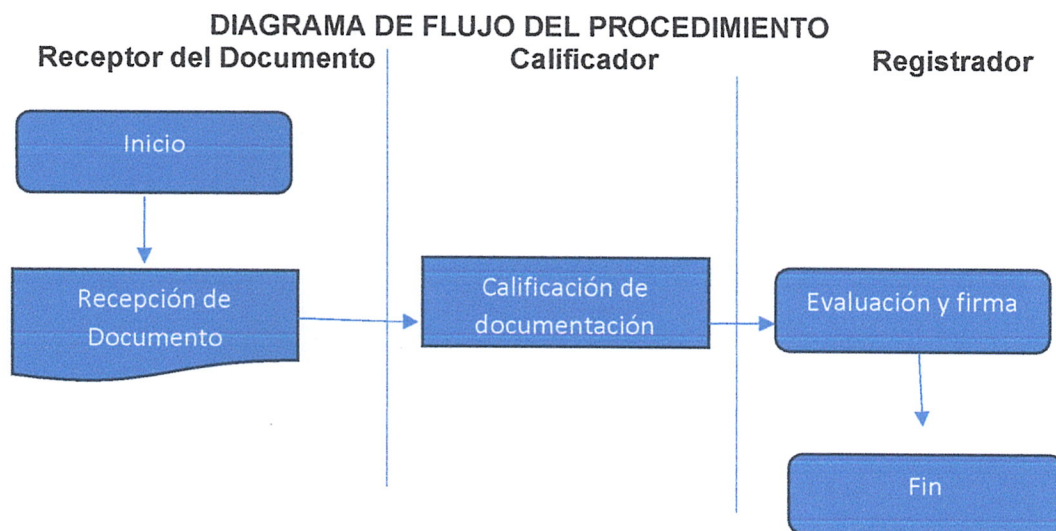 DIAGRAMA DE FLUJO DEL PROCEDIMIENTO
Receptor del Documento
Calificador
Registrador
Inicio
Recepción de
Documento
Calificación de
documentación
Evaluación y firma
Fin